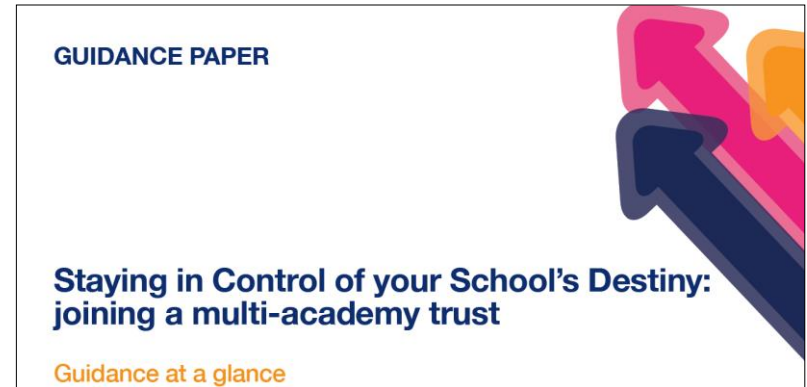 GUIDANCE PAPER
Staying in Control of your School's Destiny:
joining a multi-academy trust
Guidance at a glance